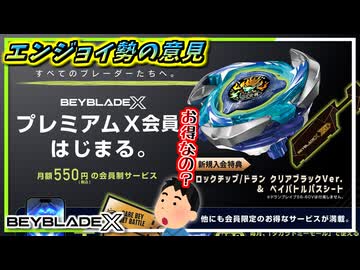 エンジョイ勢の意見
すべてのブレーダーたちへ。
BEYBLADE X
プレミアムX会員
はじまる。
月額550円の会員制サービス
(税込)
お得なの?
新規入会特典
ロックチップ/ドラン クリアブラックVer.
& ベイバトルパスシート
BEYBLADE X
他にも会員限定のお得なサービスが満載。